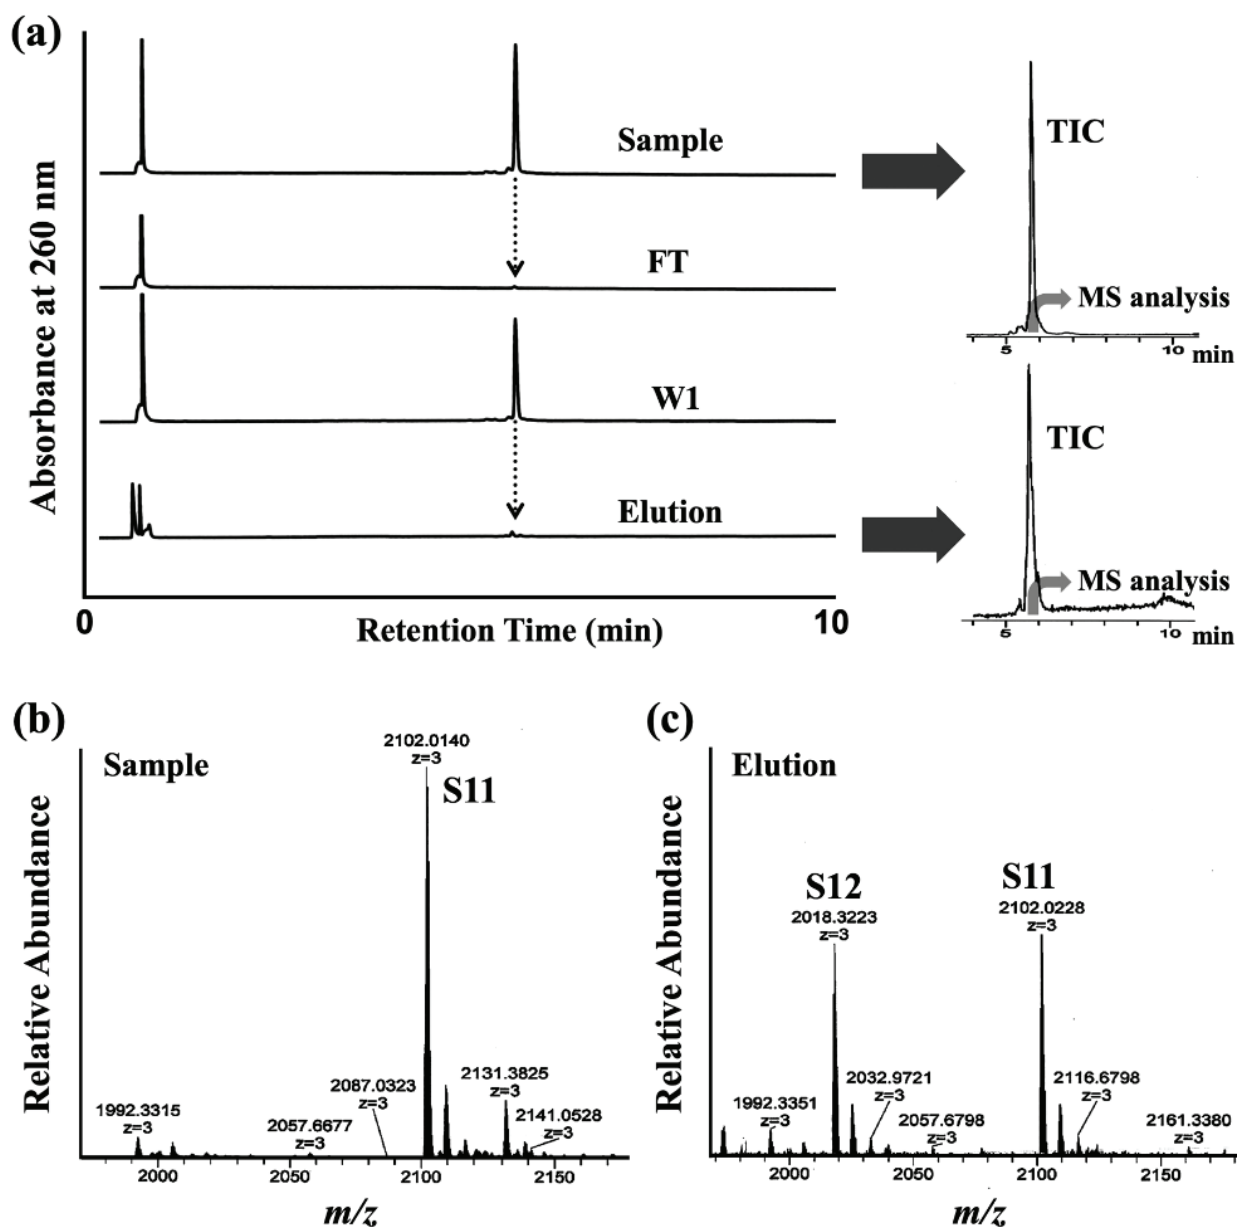 (a)
Absorbance at 260 nm
Sample
FT
W1
Elution
0
Retention Time (min)
10
TIC
MS analysis
5
10
min
TIC
MS analysis
5
10
min
(b)
Relative Abundance
Sample
2102.0140
z=3
S11
1992.3315
z=3
2057.6677
z=3
2087.0323
z=3
2131.3825
z=3
2141.0528
z=3
2000
2050
2100
2150
m/z
(c)
Relative Abundance
Elution
S12
2018.3223
z=3
S11
2102.0228
z=3
1992.3351
z=3
2032.9721
z=3
2057.6798
z=3
2116.6798
z=3
2161.3380
z=3
2000
2050
2100
2150
m/z